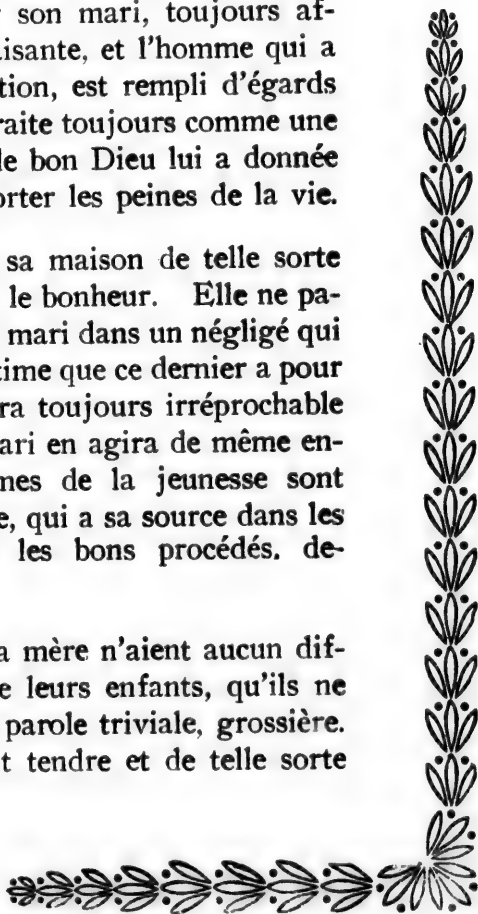 son mari, toujours af-
isante, et l'homme qui a
tion, est rempli d'égards
raite toujours comme une
le bon Dieu lui a donnée
orter les peines de la vie.
sa maison de telle sorte
le bonheur. Elle ne pa-
mari dans un négligé qui
time que ce dernier a pour
ra toujours irréprochable
ari en agira de même en-
nes de la jeunesse sont
e, qui a sa source dans les
les bons procédés. de-
a mère n'aient aucun dif-
e leurs enfants, qu'ils ne
parole triviale, grossière.
t tendre et de telle sorte